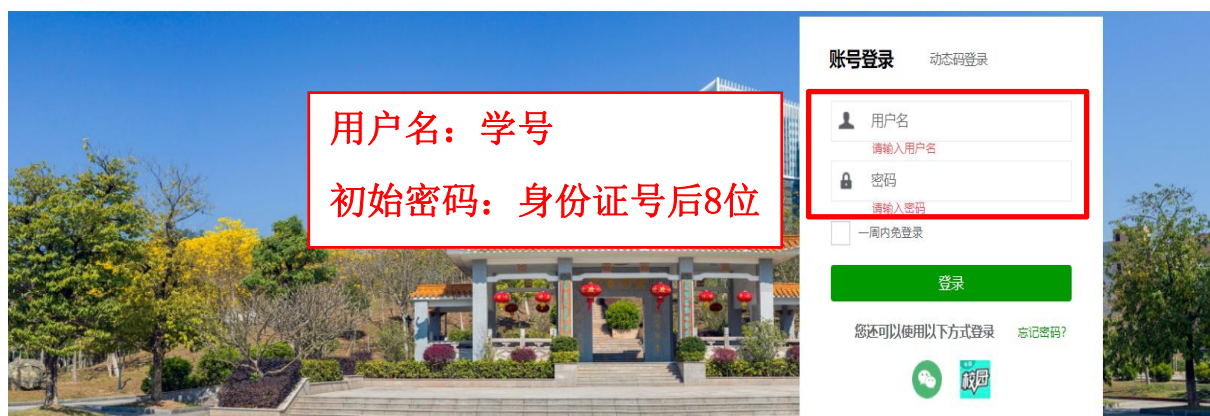 账号登录 动态码登录
用户名：学号
初始密码：身份证号后8位
用户名
请输入用户名
密码
请输入密码
一周内免登录
登录
您还可以使用以下方式登录 忘记密码?
校园